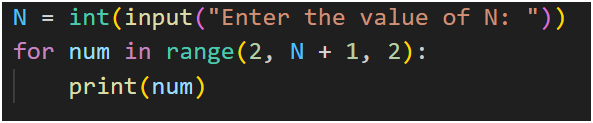 N = int(input("Enter the value of N: "))
for num in range(2, N + 1, 2):
    print(num)